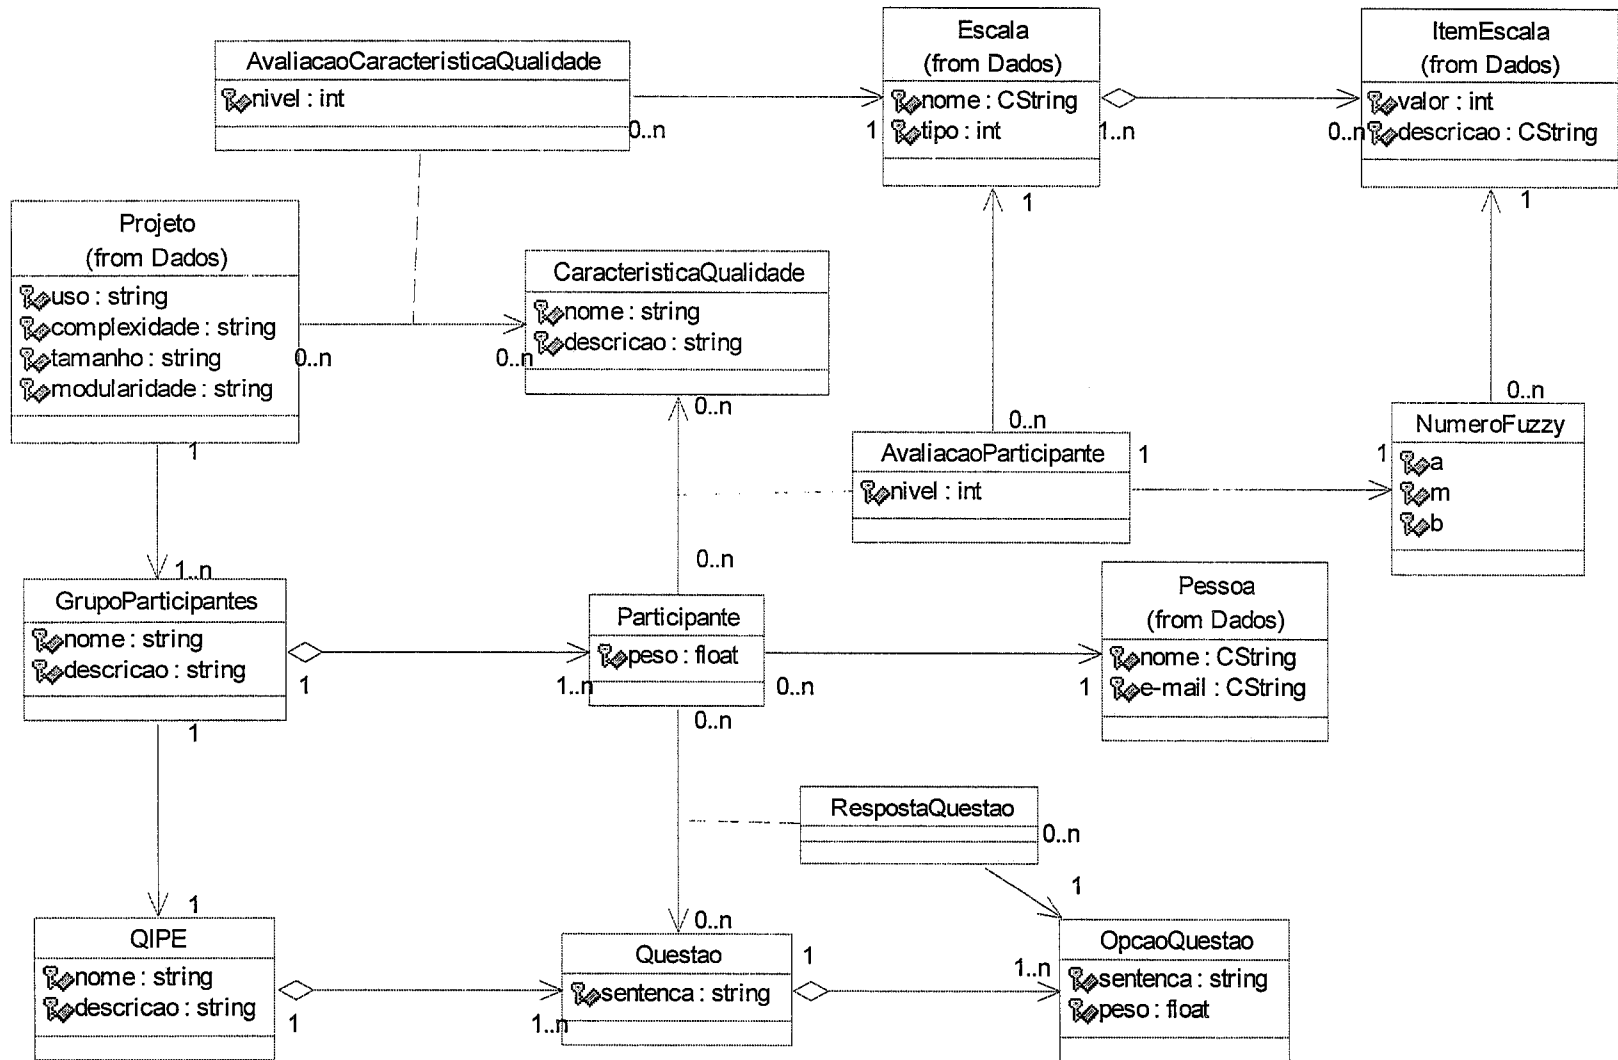 Escala
(from Dados)
nome : CString
tipo : int
ItemEscala
(from Dados)
valor : int
descricao : CString
AvaliacaoCaracteristicaQualidade
nivel : int
0..n
1
1..n
0..n
Projeto
(from Dados)
uso : string
complexidade : string
tamanho : string
modularidade : string
0..n
0..n
CaracteristicaQualidade
nome : string
descricao : string
1
1
0..n
0..n
0..n
AvaliacaoParticipante
nivel : int
1
1
NumeroFuzzy
a
m
b
1
1..n
0..n
GrupoParticipantes
nome : string
descricao : string
1
1..n
Participante
peso : float
0..n
1
Pessoa
(from Dados)
nome : CString
e-mail : CString
1
0..n
RespostaQuestao
0..n
1
1
0..n
QIPE
nome : string
descricao : string
1
1..n
Questao
sentenca : string
1
1..n
OpcaoQuestao
sentenca : string
peso : float